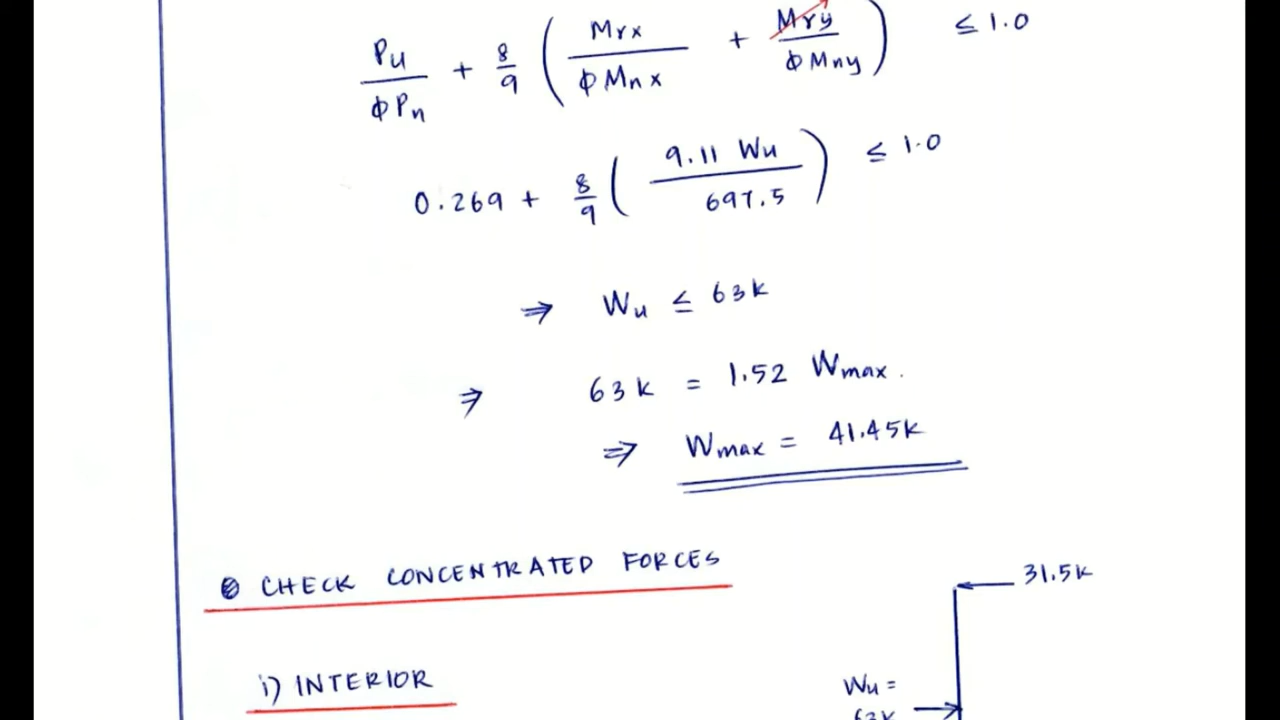 Pu/ΦPn + 8/9 ( Mrx/ΦMnx + Mry/ΦMny ) ≤ 1.0
0.269 + 8/9 ( 9.11 Wu/697.5 ) ≤ 1.0
⇒ Wu ≤ 63k
⇒ 63k = 1.52 Wmax.
⇒ Wmax = 41.45k
CHECK CONCENTRATED FORCES
31.5k
i) INTERIOR
Wu =
63k